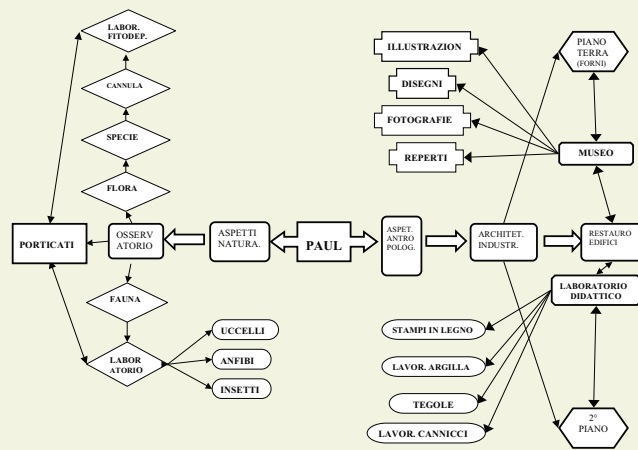 LABOR.
FITODEP.
CANNULA
SPECIE
FLORA
PORTICATI
OSSERV
ATORIO
ASPETTI
NATURA.
PAUL
ASPET.
ANTRO
POLOG.
ARCHITET.
INDUSTR.
RESTAURO
EDIFICI
FAUNA
LABOR
ATORIO
UCCELLI
ANFIBI
INSETTI
ILLUSTRAZION
DISEGNI
FOTOGRAFIE
REPERTI
PIANO
TERRA
(FORNI)
MUSEO
LABORATORIO
DIDATTICO
STAMPI IN LEGNO
LAVOR. ARGILLA
TEGOLE
LAVOR. CANNICCI
2°
PIANO